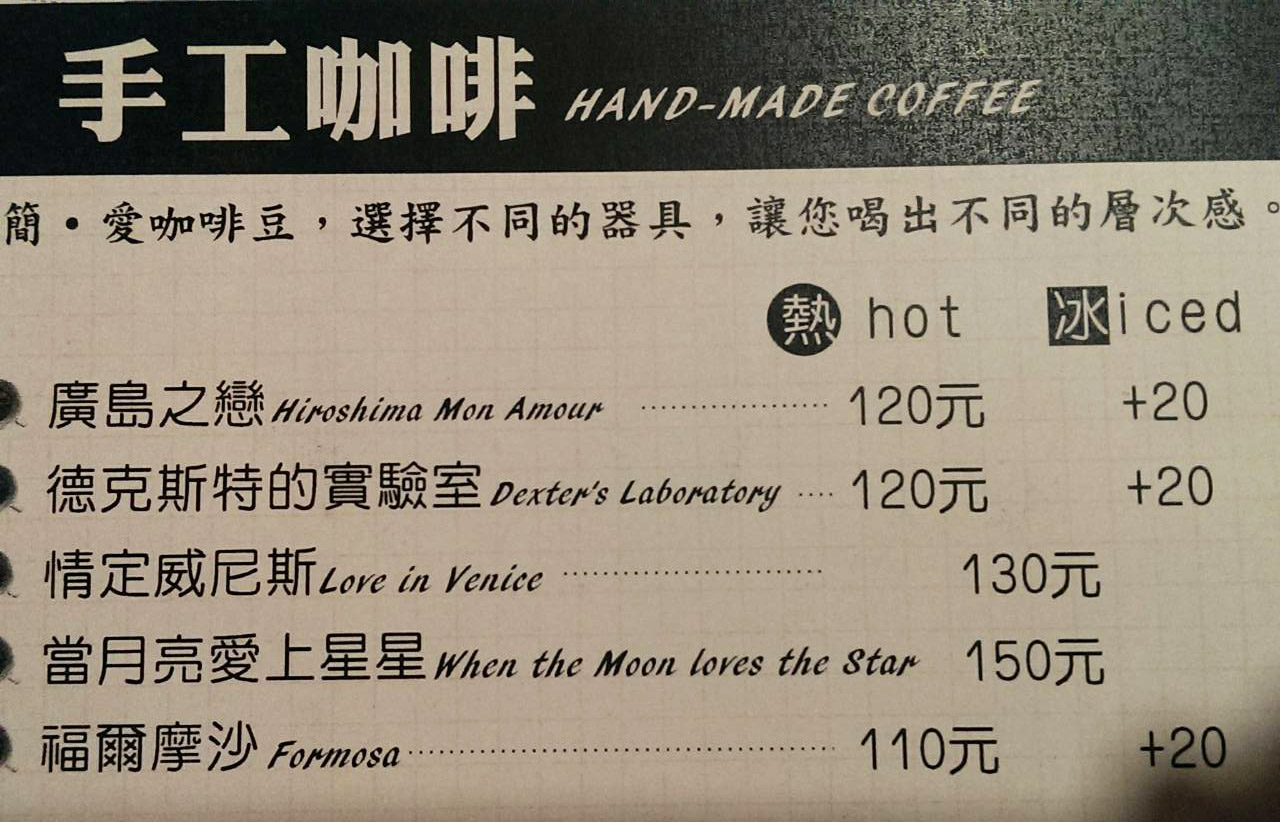 手工咖啡 HAND-MADE COFFEE
簡•愛咖啡豆，選擇不同的器具，讓您喝出不同的層次感。
熱 hot 冰 iced
廣島之戀 Hiroshima Mon Amour ………………… 120元 +20
德克斯特的實驗室 Dexter's Laboratory .... 120元 +20
情定威尼斯 Love in Venice ……………………… 130元
當月亮愛上星星 When the Moon loves the Star 150元
福爾摩沙 Formosa ……………………………………… 110元 +20